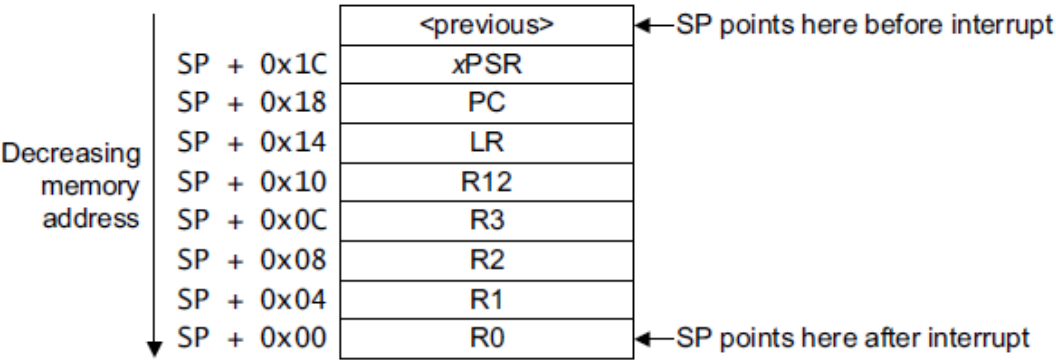 <previous> SP points here before interrupt
SP + 0x1C xPSR
SP + 0x18 PC
SP + 0x14 LR
Decreasing memory address
SP + 0x10 R12
SP + 0x0C R3
SP + 0x08 R2
SP + 0x04 R1
SP + 0x00 R0 SP points here after interrupt